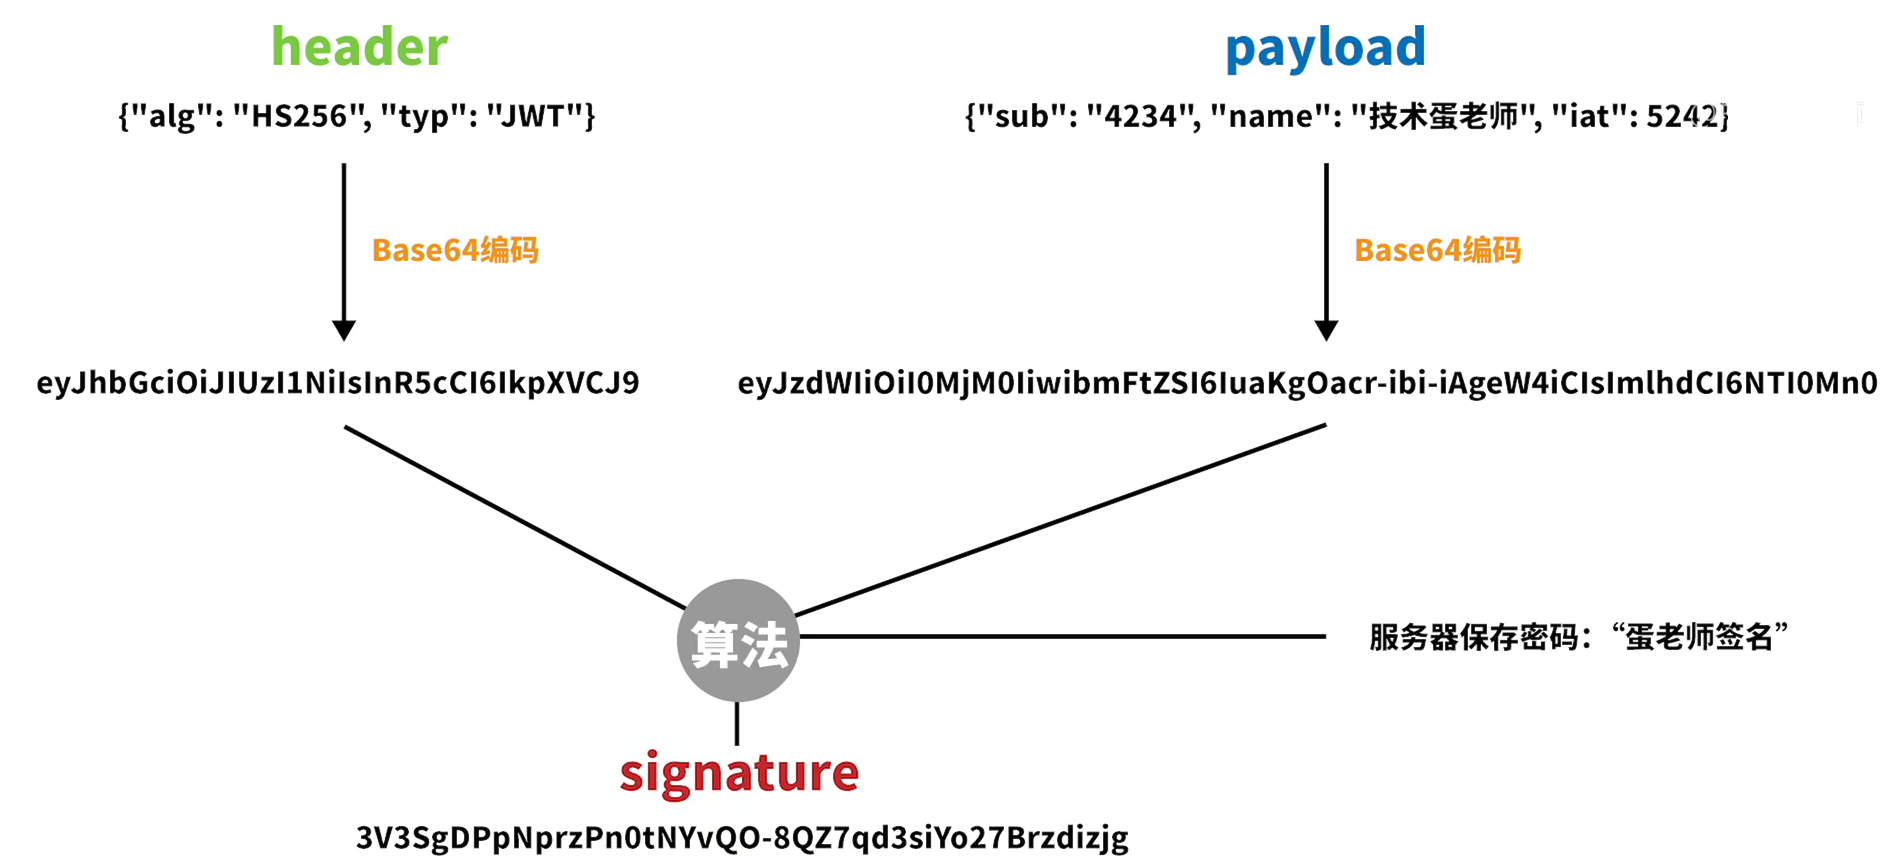 header
{"alg": "HS256", "typ": "JWT"}
Base64编码
eyJhbGciOiJIUzI1NiIsInR5cCI6IkpXVCJ9
payload
{"sub": "4234", "name": "技术蛋老师", "iat": 5242}
Base64编码
eyJzdWIiOiI0MjM0IiwibmFtZSI6IuaKgOacr-ibi-iAgeW4iCIsImlhdCI6NTI0Mn0
算法
服务器保存密码：“蛋老师签名”
signature
3V3SgDPpNprzPn0tNYvQO-8QZ7qd3siYo27Brzdizjg